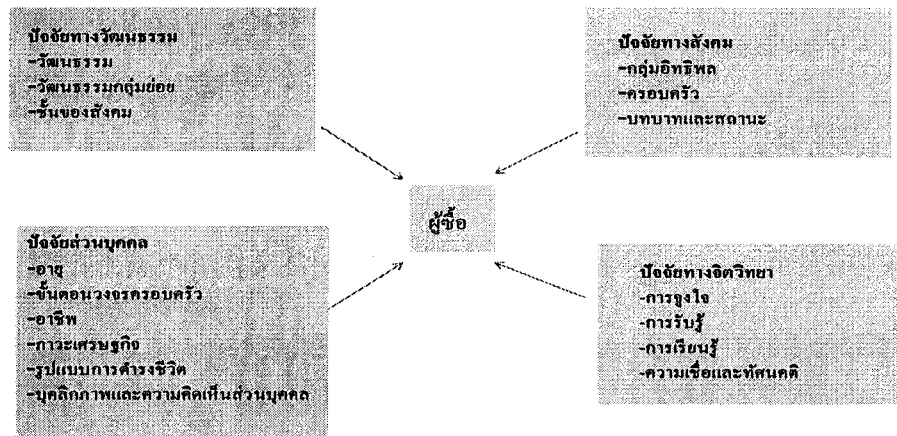 ปัจจัยทางวัฒนธรรม
-วัฒนธรรม
-วัฒนธรรมกลุ่มย่อย
-ชั้นของสังคม
ปัจจัยทางสังคม
-กลุ่มอิทธิพล
-ครอบครัว
-บทบาทและสถานะ
ผู้ซื้อ
ปัจจัยส่วนบุคคล
-อายุ
-ขั้นตอนวงจรครอบครัว
-อาชีพ
-ภาวะเศรษฐกิจ
-รูปแบบการดำรงชีวิต
-บุคลิกภาพและความคิดเห็นส่วนบุคคล
ปัจจัยทางจิตวิทยา
-การจูงใจ
-การรับรู้
-การเรียนรู้
-ความเชื่อและทัศนคติ